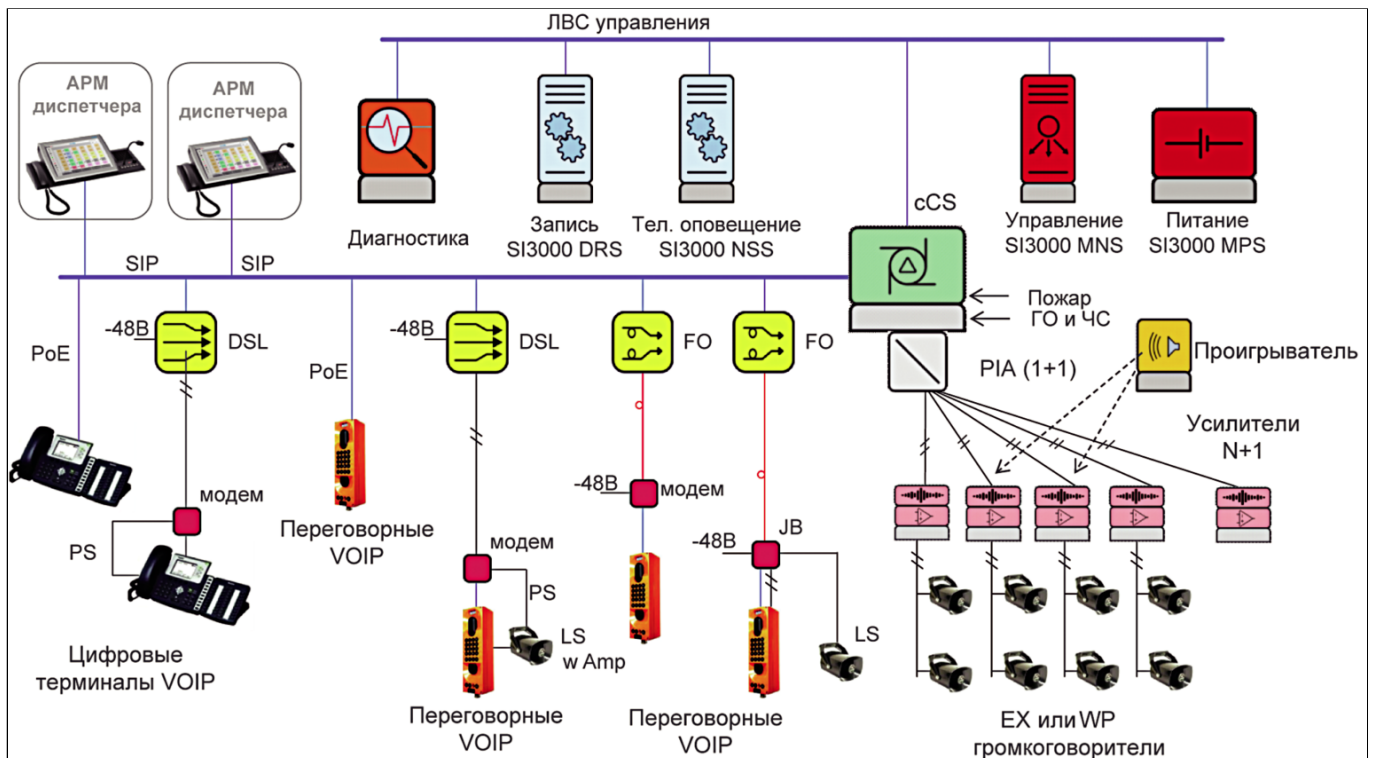 ЛВС управления
АРМ
диспетчера
АРМ
диспетчера
Диагностика
Запись
SI3000 DRS
Тел. оповещение
SI3000 NSS
cCS
Управление
SI3000 MNS
Питание
SI3000 MPS
SIP
SIP
Пожар
ГО и ЧС
-48В
DSL
PoE
PoE
-48В
DSL
FO
FO
PIA (1+1)
Проигрыватель
Усилители
N+1
модем
PS
Переговорные
VOIP
модем
PS
LS
w Amp
-48В
модем
-48В
JB
LS
Цифровые
терминалы VOIP
Переговорные
VOIP
Переговорные
VOIP
EX или WP
громкоговорители